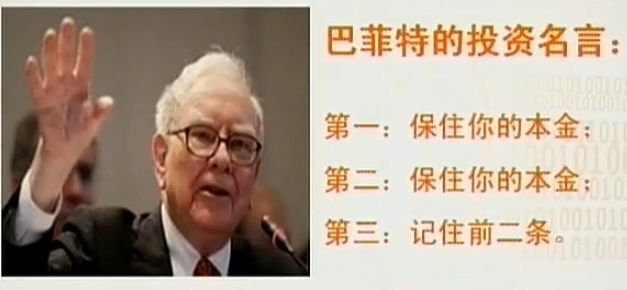 巴菲特的投资名言：
第一：保住你的本金；
第二：保住你的本金；
第三：记住前二条。